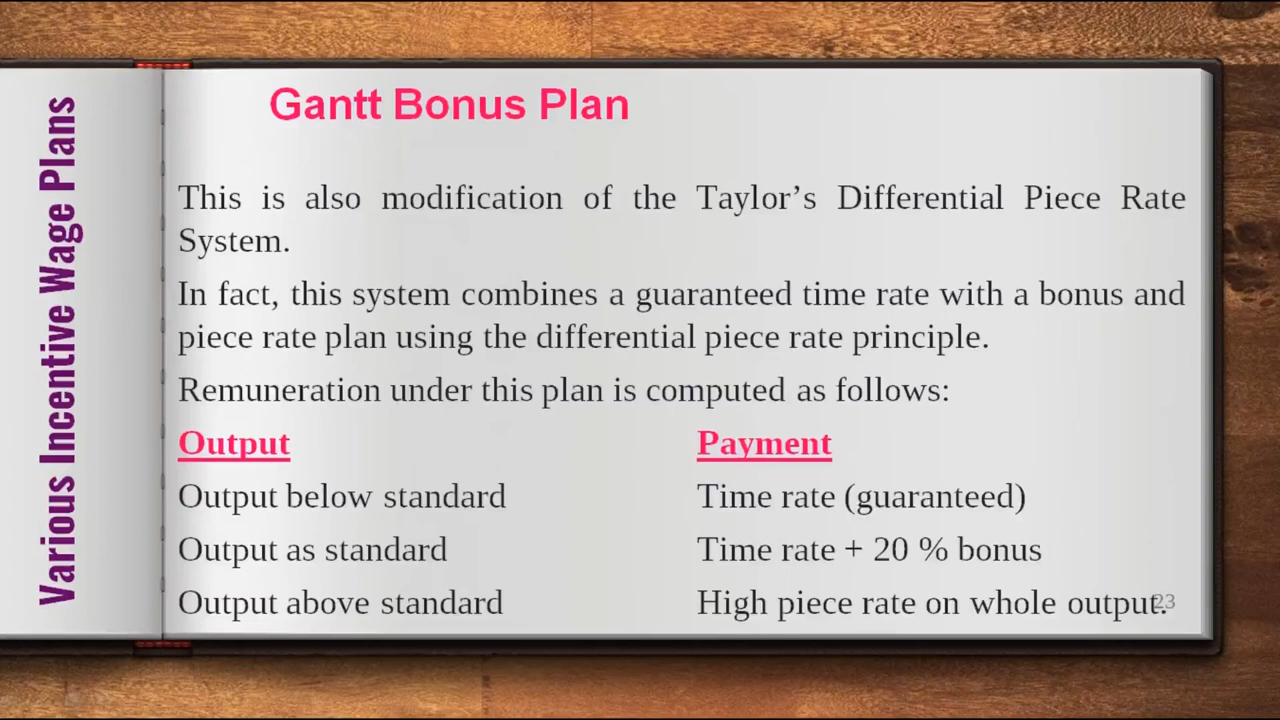 Various Incentive Wage Plans
Gantt Bonus Plan
This is also modification of the Taylor’s Differential Piece Rate
System.
In fact, this system combines a guaranteed time rate with a bonus and
piece rate plan using the differential piece rate principle.
Remuneration under this plan is computed as follows:
Output Payment
Output below standard Time rate (guaranteed)
Output as standard Time rate + 20 % bonus
Output above standard High piece rate on whole output.
23